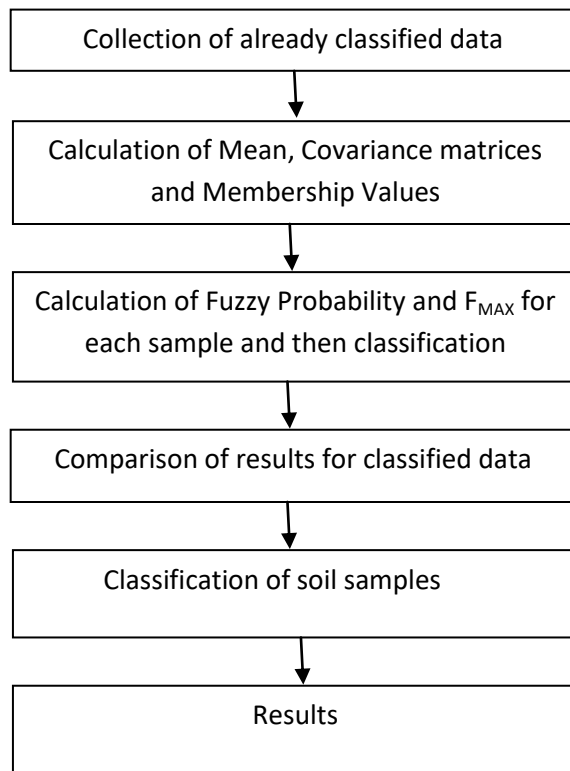 Collection of already classified data
Calculation of Mean, Covariance matrices
and Membership Values
Calculation of Fuzzy Probability and FMAX for
each sample and then classification
Comparison of results for classified data
Classification of soil samples
Results